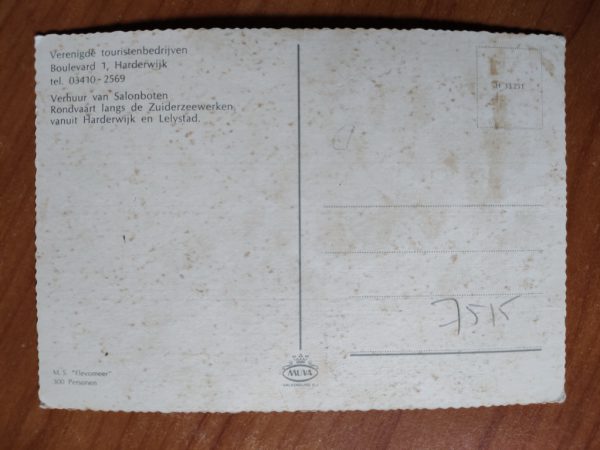 Verenigde touristenbedrijven
Boulevard 1, Harderwijk
tel. 03410-2569
Verhuur van Salonboten
Rondvaart langs de Zuiderzeewerken,
vanuit Harderwijk en Lelystad.
7515
M.S. "Flevomeer"
300 Personen
MUVA
VALKENBURG